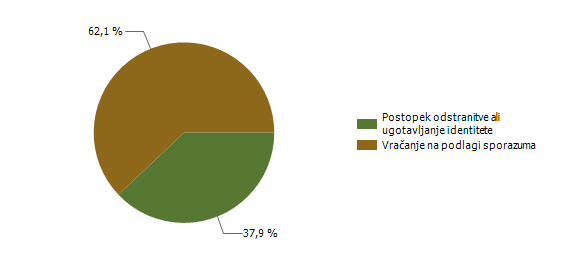 62,1 %
Postopek odstranitve ali
ugotavljanje identitete
Vračanje na podlagi sporazuma
37,9 %